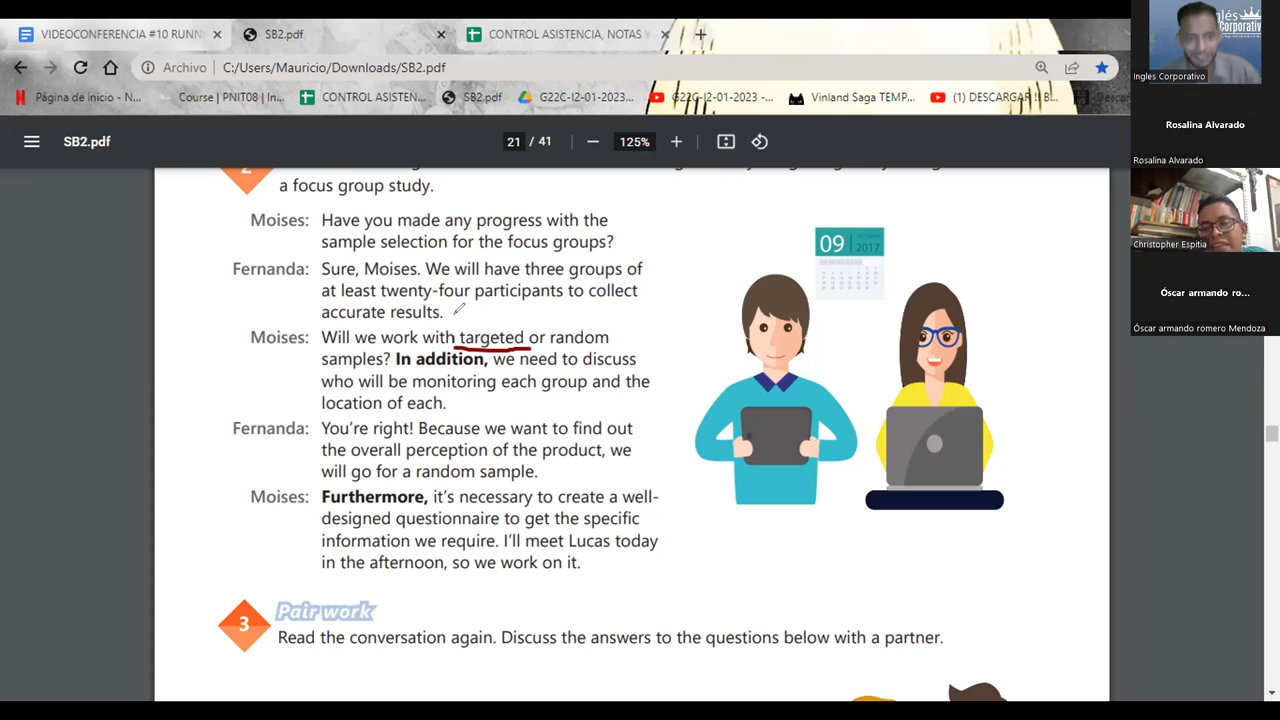 VIDEOCONFERENCIA #10 RUNN
SB2.pdf
CONTROL ASISTENCIA, NOTAS Y
Archivo
C:/Users/Mauricio/Downloads/SB2.pdf
Página de inicio - N...
Course | PNIT08 | In...
CONTROL ASISTEN...
SB2.pdf
G22C-I2-01-2023...
G22C-I2-01-2023 -...
Vinland Saga TEMP...
(1) DESCARGAR !! B...
SB2.pdf
21 / 41
125%
2
a focus group study.
Moises: Have you made any progress with the
sample selection for the focus groups?
Fernanda: Sure, Moises. We will have three groups of
at least twenty-four participants to collect
accurate results.
Moises: Will we work with targeted or random
samples? In addition, we need to discuss
who will be monitoring each group and the
location of each.
Fernanda: You're right! Because we want to find out
the overall perception of the product, we
will go for a random sample.
Moises: Furthermore, it's necessary to create a well-
designed questionnaire to get the specific
information we require. I'll meet Lucas today
in the afternoon, so we work on it.
09
2017
3
Pair work
Read the conversation again. Discuss the answers to the questions below with a partner.
Ingles Corporativo
Rosalina Alvarado
Rosalina Alvarado
Christopher Espitia
Óscar armando ro...
Óscar armando romero Mendoza